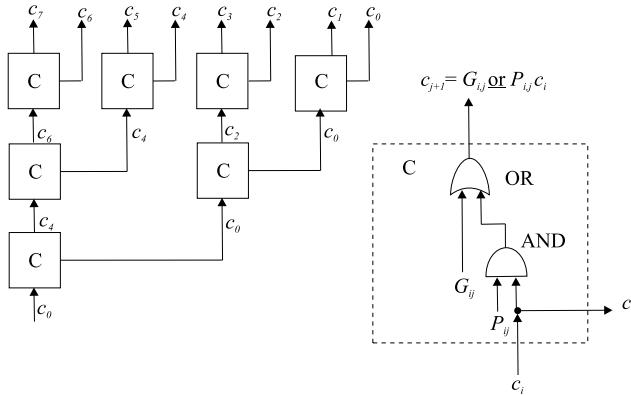 c7 c6 c5 c4 c3 c2 c1 c0
C C C C
c6 c4 c2 c0
C C
c4 c0
C
c0
cj+1= Gi,j or Pi,j ci
C
OR
AND
Gij
Pij
c
ci